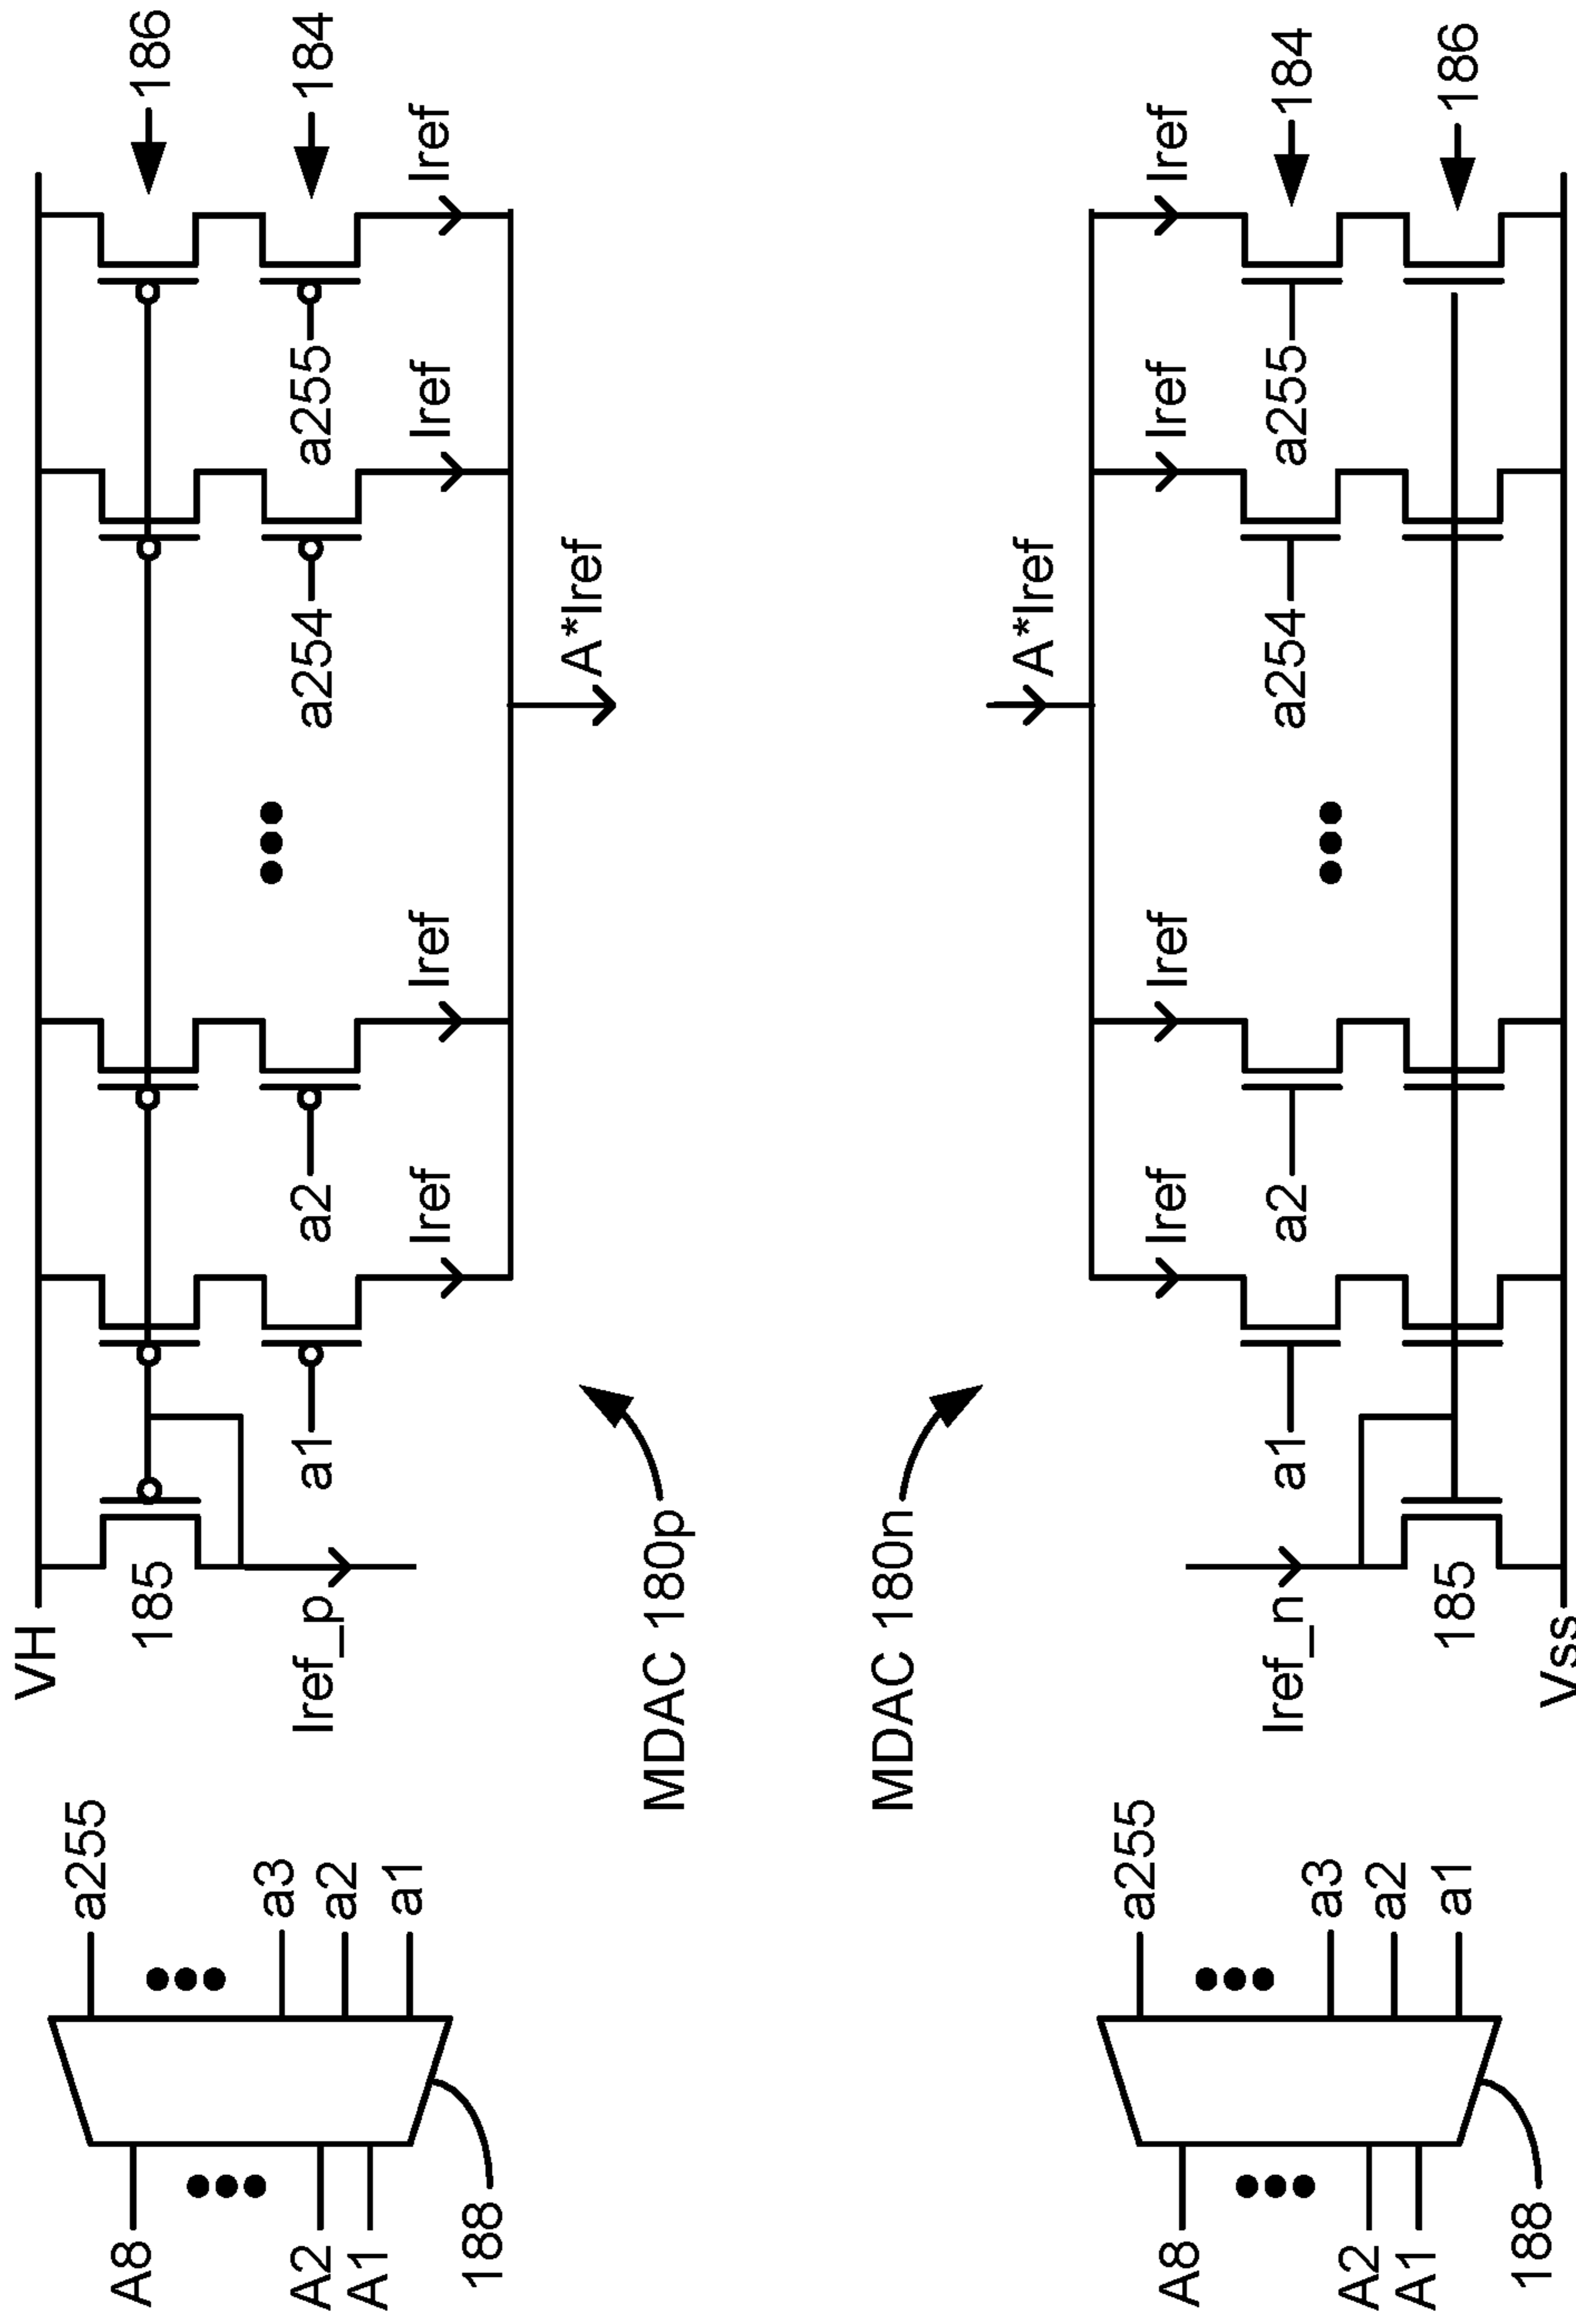 VH
186
184
185
Iref_p
a1
a2
a254
a255
Iref
Iref
Iref
Iref
A*Iref
A8
A2
A1
a255
a3
a2
a1
188
MDAC 180p
MDAC 180n
A*Iref
Iref
Iref
Iref
Iref
184
186
Iref_n
a1
a2
a254
a255
185
Vss
A8
A2
A1
a255
a3
a2
a1
188